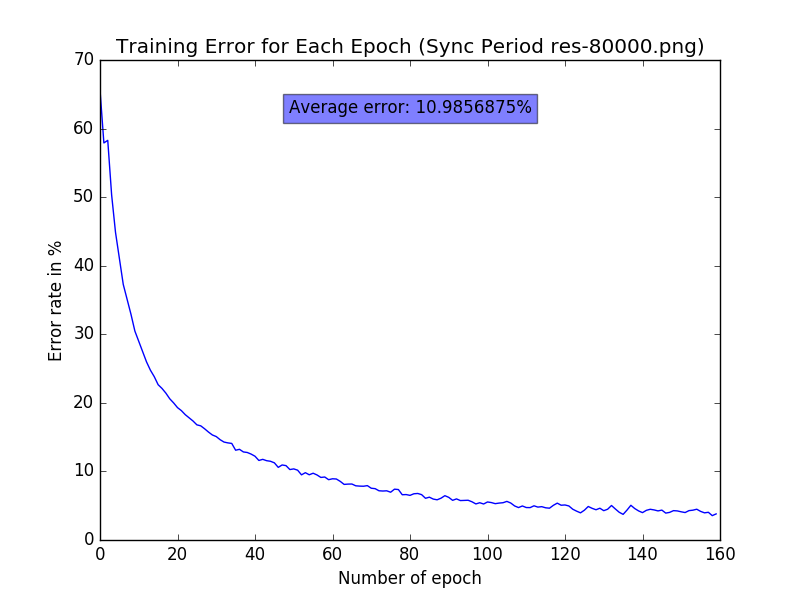 Training Error for Each Epoch (Sync Period res-80000.png)
Average error: 10.9856875%
70
60
50
40
30
20
10
0
Error rate in %
0 20 40 60 80 100 120 140 160
Number of epoch